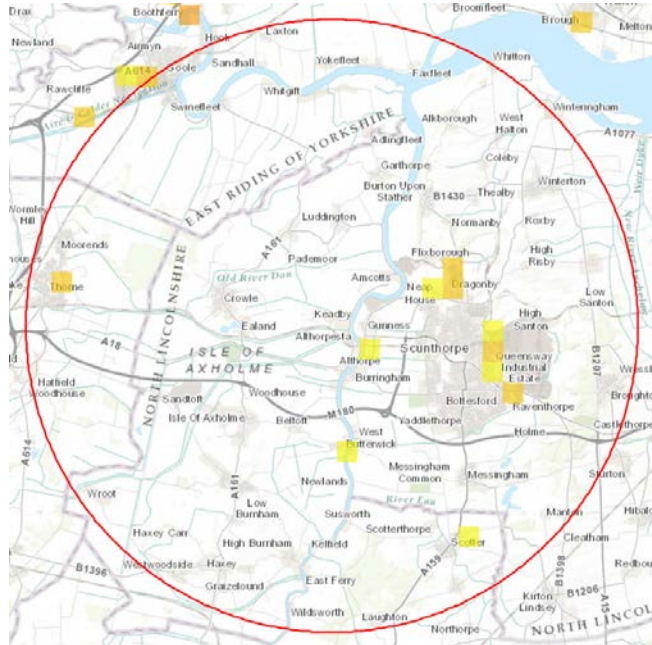 Drax
Boothferry
Broomfleet
Newland
Airmyn
Hook
Laxton
Brough
Melton
Yokefleet
Sandhall
Whitton
A614
Goole
Faxfleet
Rawcliffe
Whitgift
Swinefleet
Alkborough
West
Halton
Winteringham
Adlingfleet
A1077
EAST RIDING OF YORKSHIRE
Garthorpe
Coleby
Burton Upon
Stather
B1430
Thealby
Winterton
Hill
Luddington
Normanby
Roxby
Moorends
A161
Flixborough
High
Risby
Pademoor
Old River Don
Amcotts
Neap
House
Dragonby
Thorne
Crowle
Low
Santon
Keadby
High
Santon
Ealand
Gunness
A18
Althorpe
Scunthorpe
Queensway
Industrial
Estate
ISLE OF
AXHOLME
NORTH LINCOLNSHIRE
B1207
Burringham
Hatfield
Woodhouse
Woodhouse
Sandtoft
Bottesford
Raventhorpe
Broughton
M180
Isle Of Axholme
Beltoft
Yaddlethorpe
Holme
Castlethorpe
A614
West
Butterwick
Messingham
Common
Messingham
Sturton
A161
Newlands
River Eau
Wroot
Low
Burnham
Susworth
Manton
Scotterthorpe
Haxey Carr
High Burnham
Kelfield
Scotter
Cleatham
A159
B1398
Westwoodside
Haxey
B1396
East Ferry
Graizelound
Kirton
Lindsey
B1206
Wildsworth
Laughton
Northorpe
NORTH LINCOL